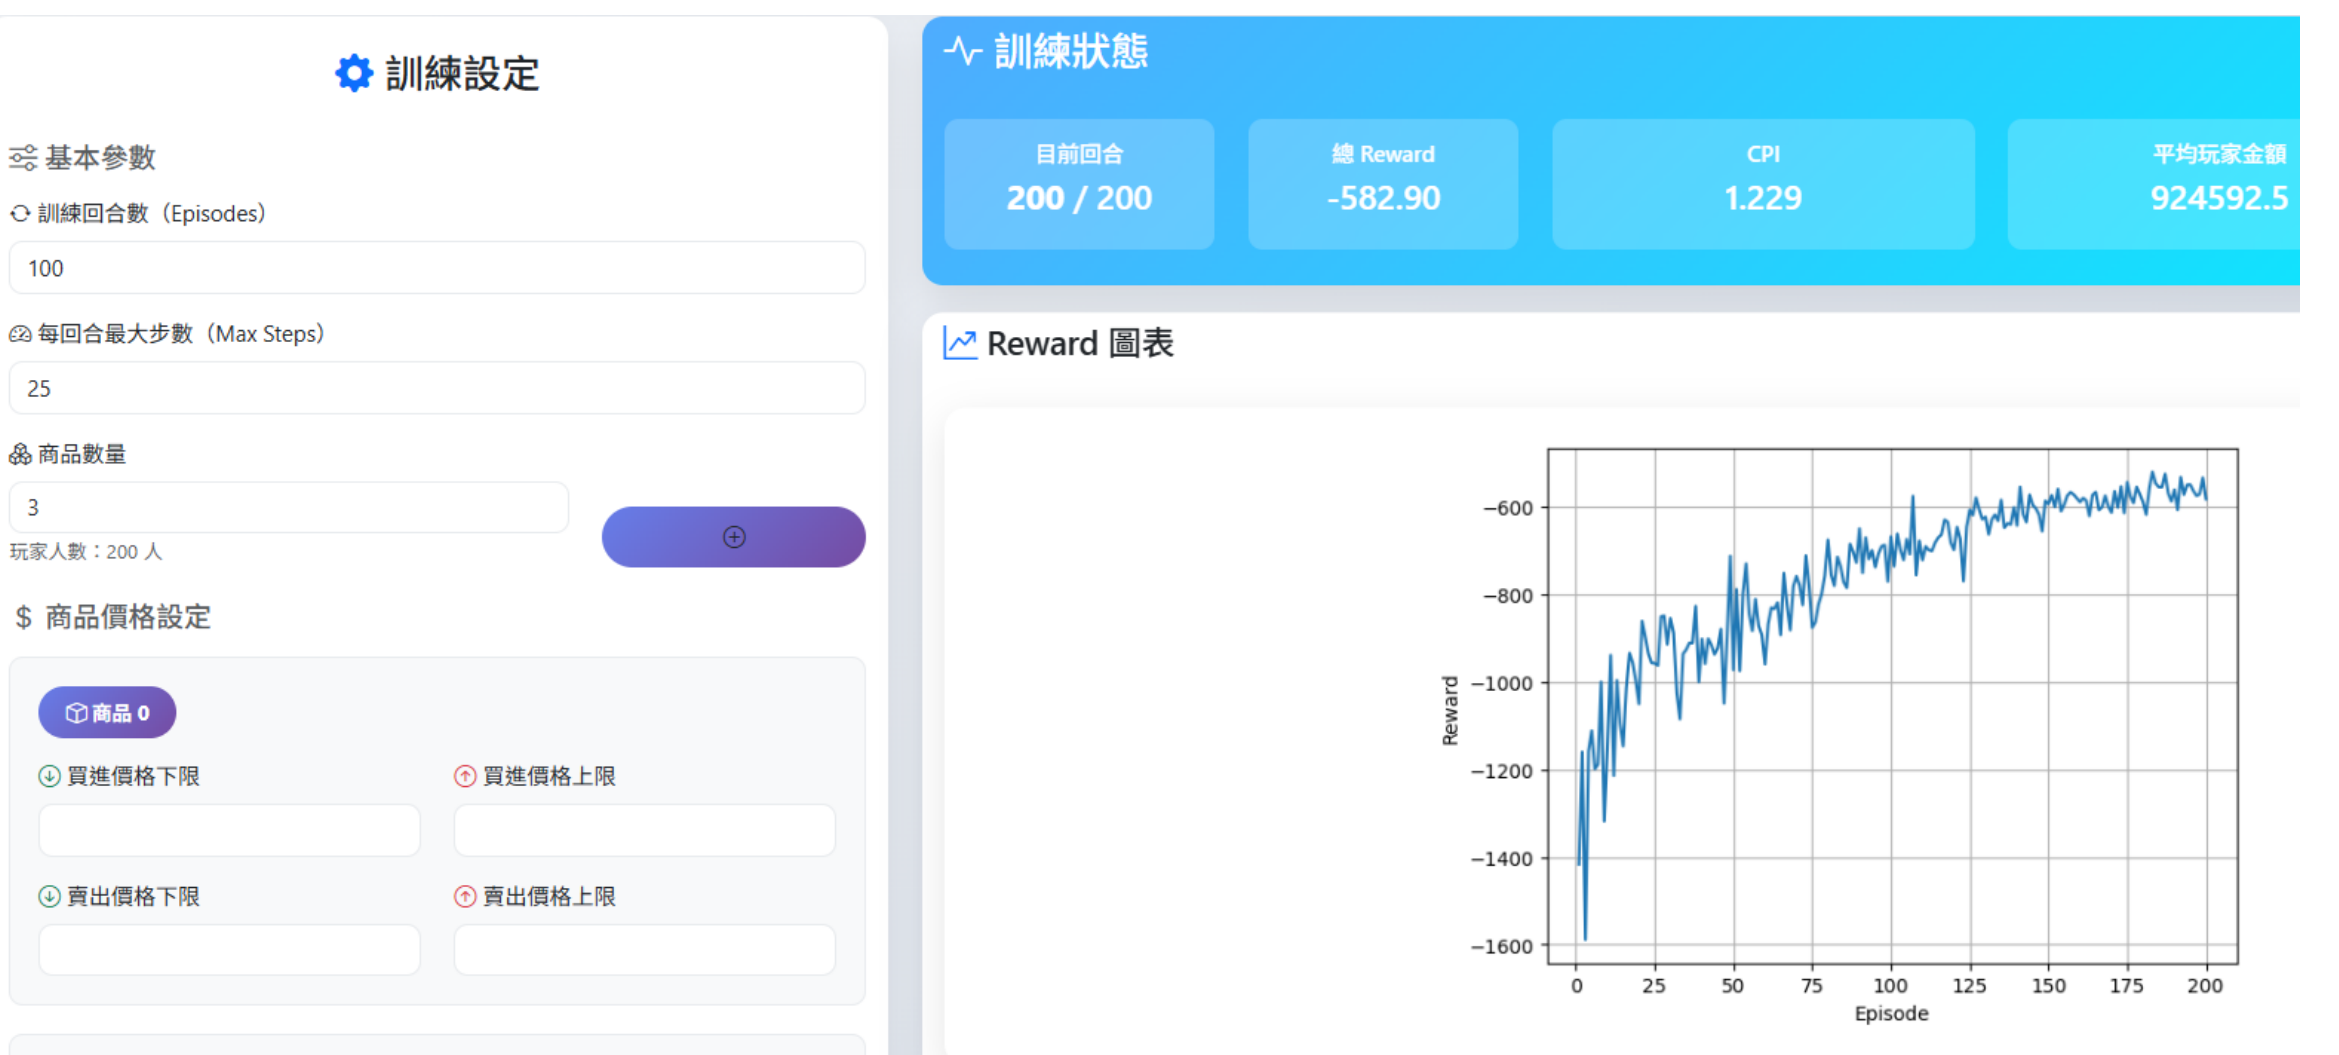 訓練設定
基本參數
訓練回合數（Episodes）
100
每回合最大步數（Max Steps）
25
商品數量
3
玩家人數：200 人
$ 商品價格設定
商品 0
買進價格下限
買進價格上限
賣出價格下限
賣出價格上限
訓練狀態
目前回合
200 / 200
總 Reward
-582.90
CPI
1.229
平均玩家金額
924592.5
Reward 圖表
Reward
−600
−800
−1000
−1200
−1400
−1600
0 25 50 75 100 125 150 175 200
Episode